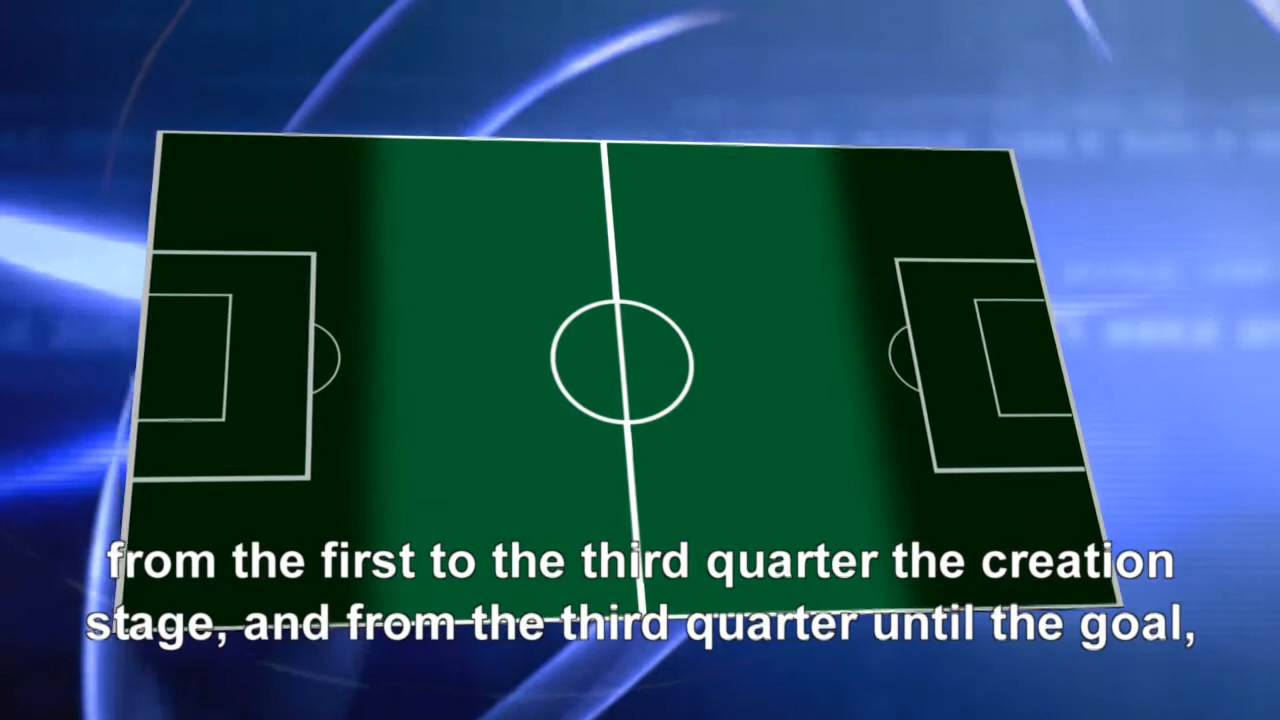 from the first to the third quarter the creation
stage, and from the third quarter until the goal,